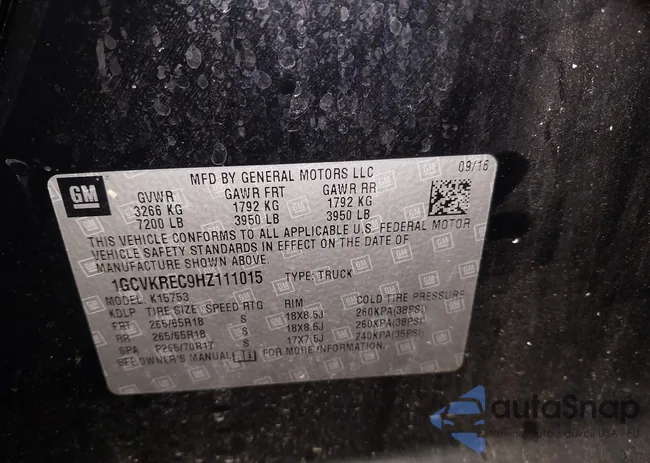 MFD BY GENERAL MOTORS LLC 09/16
GM
GVWR GAWR FRT GAWR RR
3266 KG 1792 KG 1792 KG
7200 LB 3950 LB 3950 LB
THIS VEHICLE CONFORMS TO ALL APPLICABLE U.S. FEDERAL MOTOR
VEHICLE SAFETY STANDARDS IN EFFECT ON THE DATE OF
MANUFACTURE SHOWN ABOVE.
1GCVKREC9HZ111015 TYPE: TRUCK
MODEL: K15753
KDLP TIRE SIZE SPEED RTG RIM COLD TIRE PRESSURE
FRT 265/65R18 S 18X8.5J 260KPA(38PSI)
RR 265/65R18 S 18X8.5J 260KPA(38PSI)
SPA P265/70R17 S 17X7.5J 240KPA(35PSI)
SEE OWNER'S MANUAL FOR MORE INFORMATION
autoSnap